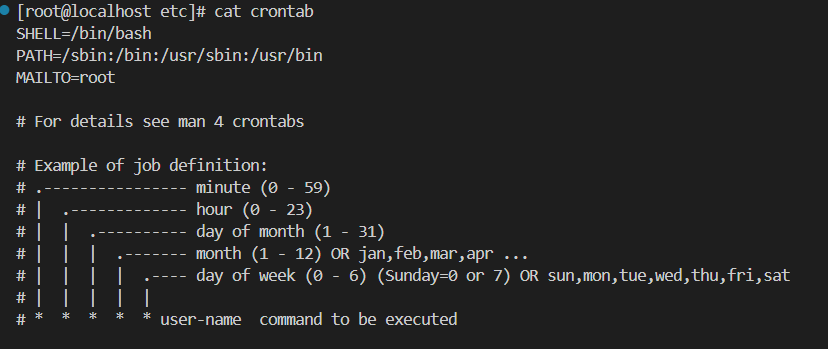 [root@localhost etc]# cat crontab
SHELL=/bin/bash
PATH=/sbin:/bin:/usr/sbin:/usr/bin
MAILTO=root

# For details see man 4 crontabs

# Example of job definition:
# .---------------- minute (0 - 59)
# |  .------------- hour (0 - 23)
# |  |  .---------- day of month (1 - 31)
# |  |  |  .------- month (1 - 12) OR jan,feb,mar,apr ...
# |  |  |  |  .---- day of week (0 - 6) (Sunday=0 or 7) OR sun,mon,tue,wed,thu,fri,sat
# |  |  |  |  |
# *  *  *  *  * user-name  command to be executed